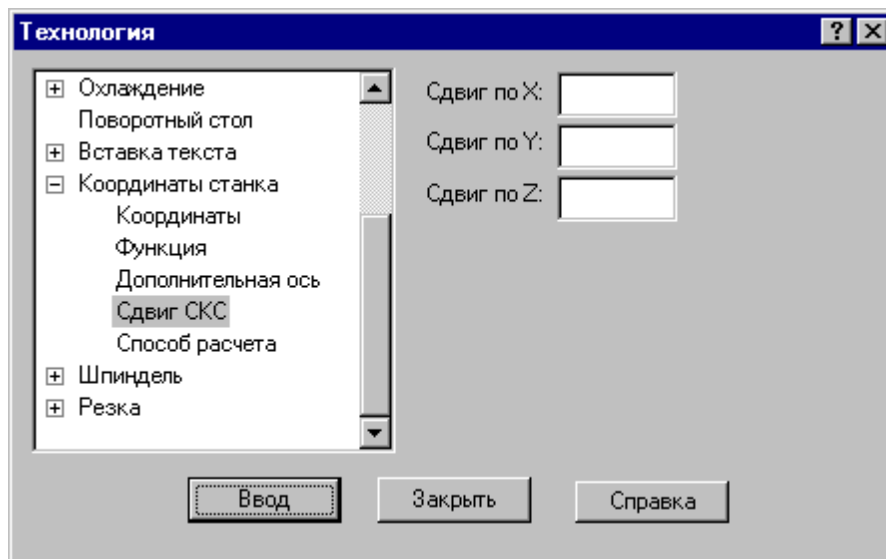 Технология
Охлаждение
Поворотный стол
Вставка текста
Координаты станка
Координаты
Функция
Дополнительная ось
Сдвиг СКС
Способ расчета
Шпиндель
Резка
Сдвиг по X:
Сдвиг по Y:
Сдвиг по Z:
Ввод
Закрыть
Справка